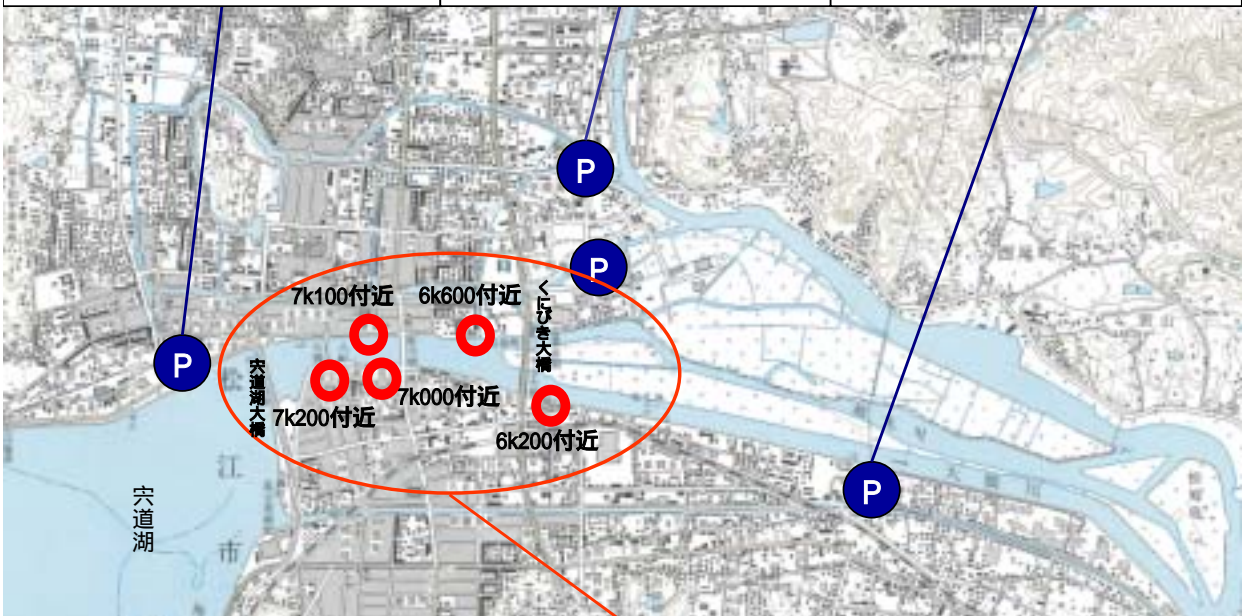 P
P
7k100付近
6k600付近
くにびき大橋
P
宍道湖大橋
7k200付近
7k000付近
6k200付近
P
宍道湖
江
市